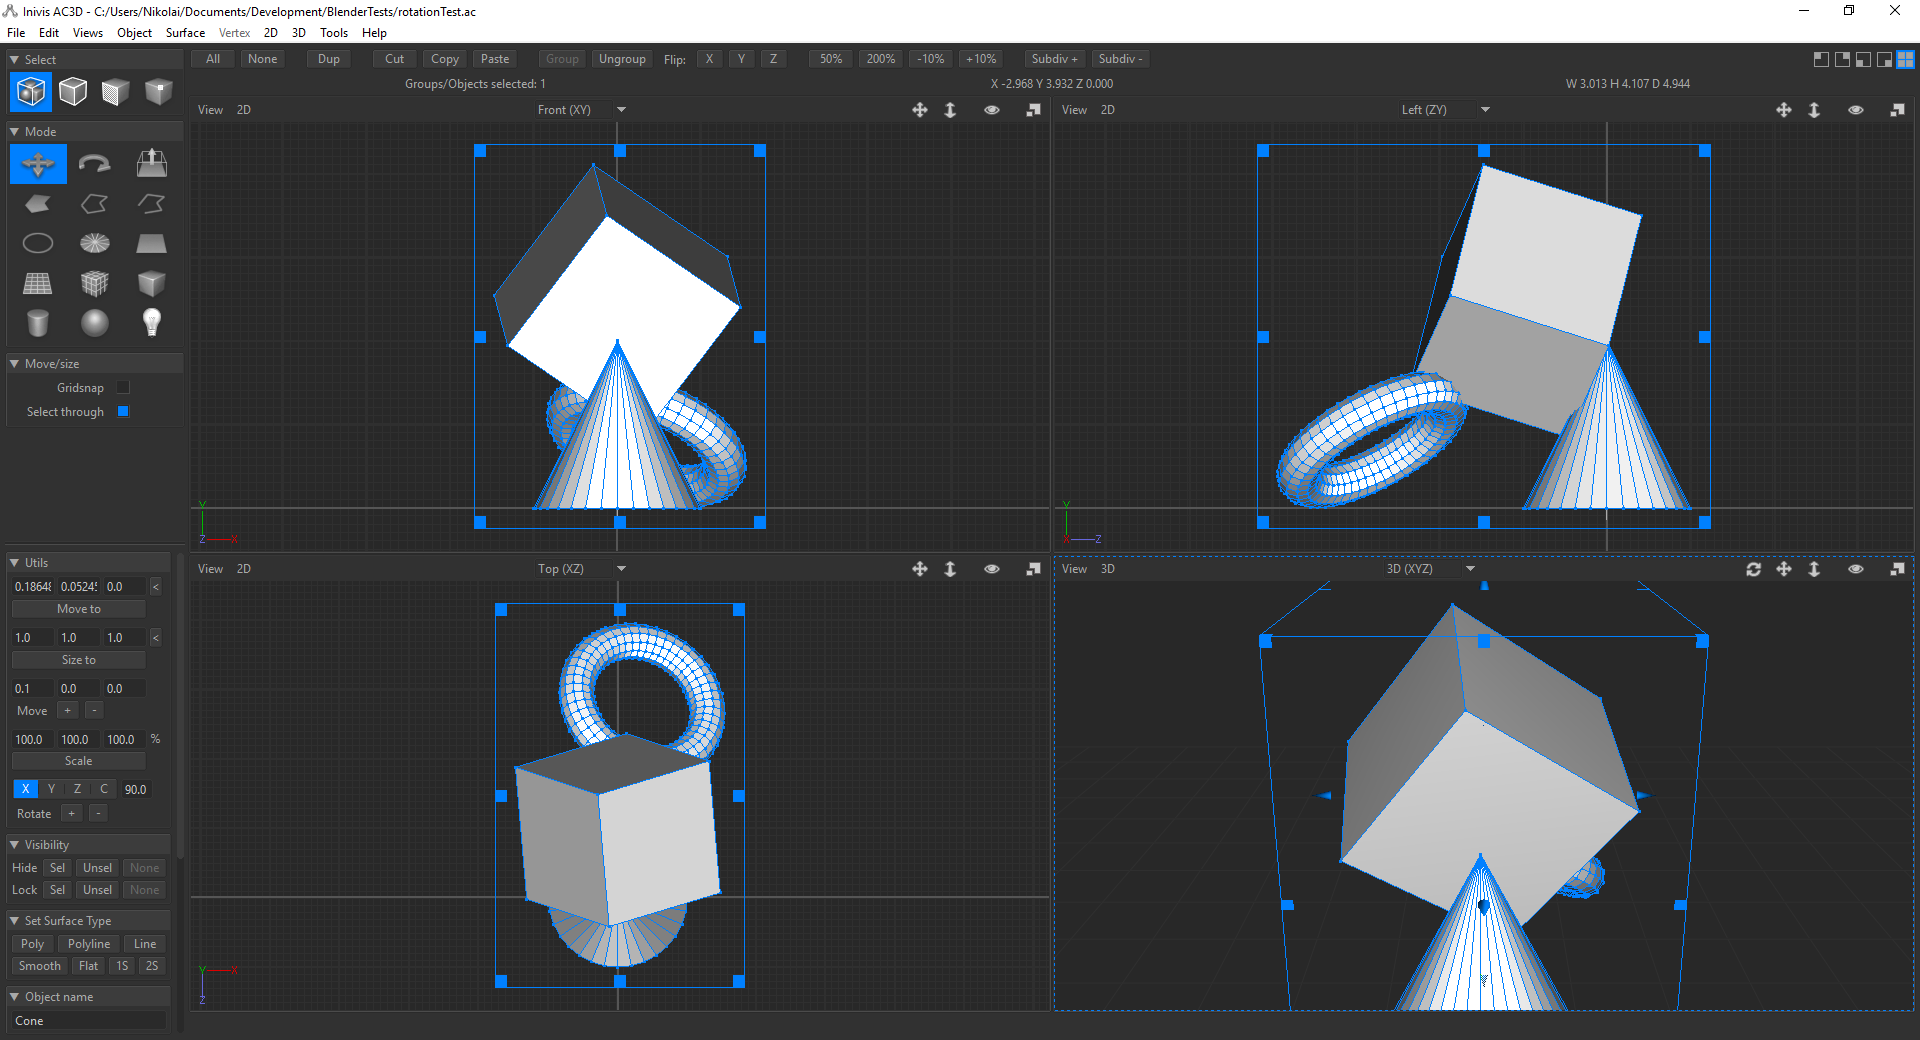 Inivis AC3D - C:/Users/Nikolai/Documents/Development/BlenderTests/rotationTest.ac
File Edit Views Object Surface Vertex 2D 3D Tools Help
Select
All None Dup Cut Copy Paste Group Ungroup Flip: X Y Z 50% 200% -10% +10% Subdiv + Subdiv -
Groups/Objects selected: 1 X -2.968 Y 3.932 Z 0.000 W 3.013 H 4.107 D 4.944
View 2D Front (XY)
View 2D Left (ZY)
Mode
Move/size
Gridsnap
Select through
Y
Z X
Y
X Z
View 2D Top (XZ)
View 3D 3D (XYZ)
Utils
0.1864 0.0524 0.0 <
Move to
1.0 1.0 1.0 <
Size to
0.1 0.0 0.0
Move + -
100.0 100.0 100.0 %
Scale
X Y Z C 90.0
Rotate + -
Visibility
Hide Sel Unsel None
Lock Sel Unsel None
Set Surface Type
Poly Polyline Line
Smooth Flat 1S 2S
Y X
Z
Object name
Cone